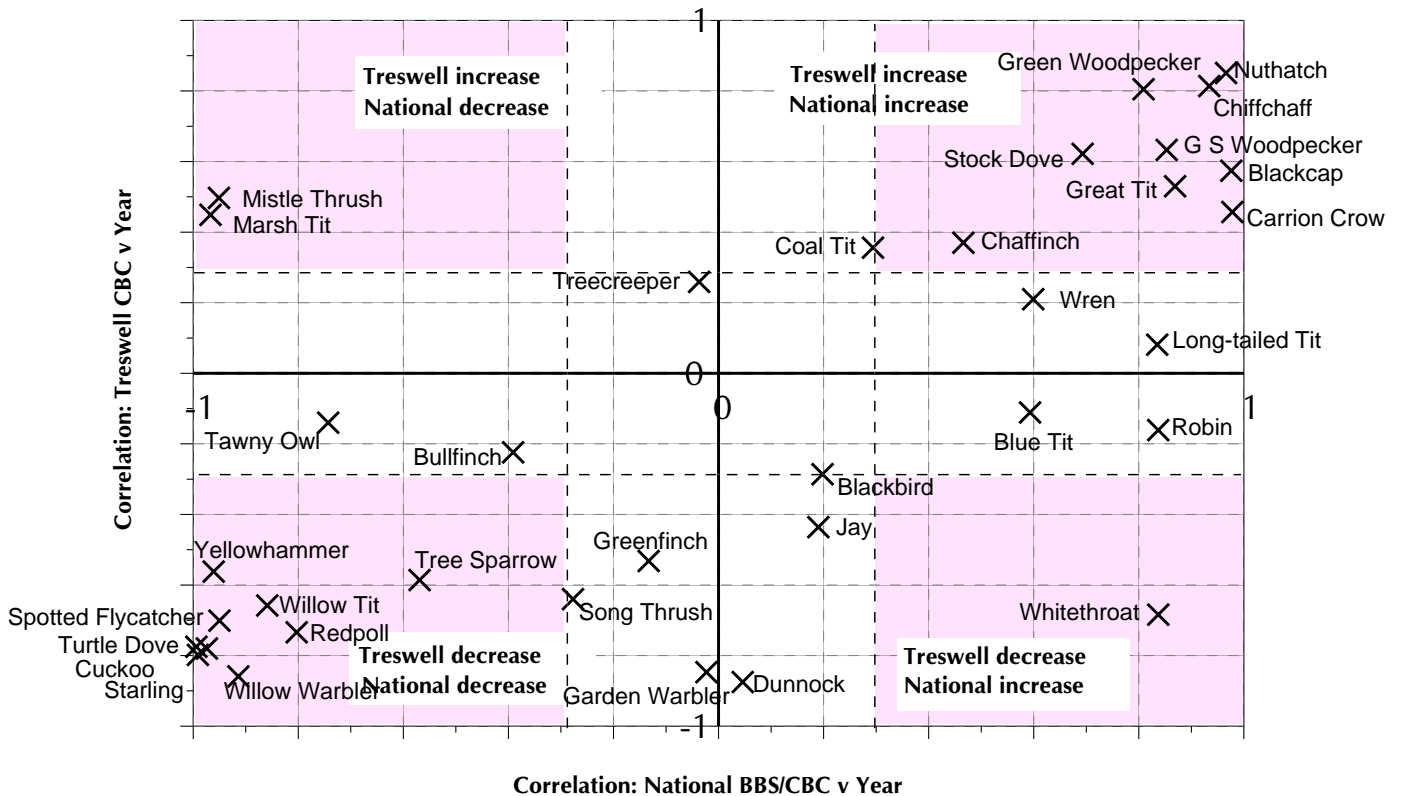 1
Green Woodpecker
Nuthatch
Treswell increase
National decrease
Treswell increase
National increase
Chiffchaff
G S Woodpecker
Stock Dove
Blackcap
Great Tit
Mistle Thrush
Marsh Tit
Carrion Crow
Coal Tit
Chaffinch
Treecreeper
Wren
Long-tailed Tit
Correlation: Treswell CBC v Year
0
-1
0
1
Tawny Owl
Bullfinch
Blue Tit
Robin
Blackbird
Jay
Yellowhammer
Tree Sparrow
Greenfinch
Willow Tit
Song Thrush
Whitethroat
Spotted Flycatcher
Redpoll
Turtle Dove
Cuckoo
Starling
Willow Warbler
Treswell decrease
National decrease
Garden Warbler
Dunnock
Treswell decrease
National increase
-1
Correlation: National BBS/CBC v Year